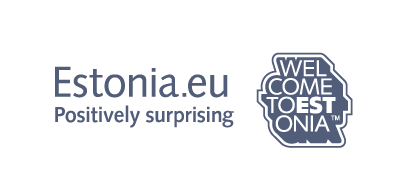 Estonia.eu
Positively surprising
WEL
COME
TOEST
ONIA™